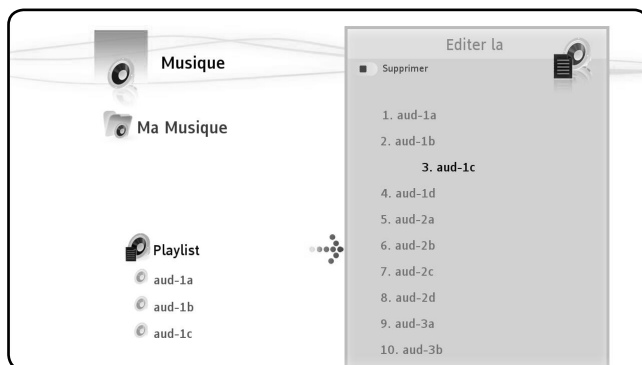 Musique
Ma Musique
Playlist
aud-1a
aud-1b
aud-1c
Editer la
Supprimer
1. aud-1a
2. aud-1b
3. aud-1c
4. aud-1d
5. aud-2a
6. aud-2b
7. aud-2c
8. aud-2d
9. aud-3a
10. aud-3b